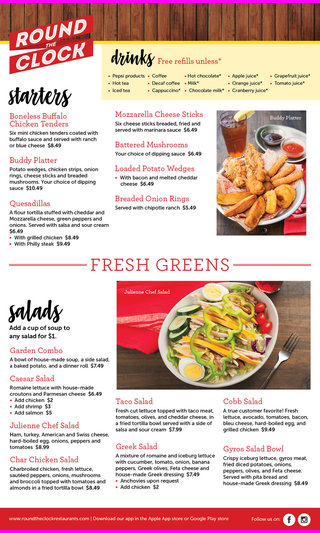 ROUND
THE
CLOCK
drinks Free refills unless*
• Pepsi products
• Hot tea
• Iced tea
• Coffee
• Decaf coffee
• Cappuccino*
• Hot chocolate*
• Milk*
• Chocolate milk*
• Apple juice*
• Orange juice*
• Cranberry juice*
• Grapefruit juice*
• Tomato juice*
starters
Boneless Buffalo
Chicken Tenders
Six mini chicken tenders coated with
buffalo sauce and served with ranch
or blue cheese $8.49
Buddy Platter
Potato wedges, chicken strips, onion
rings, cheese sticks and breaded
mushrooms. Your choice of dipping
sauce $10.49
Quesadillas
A flour tortilla stuffed with cheddar and
Mozzarella cheese, green peppers and
onions. Served with salsa and sour cream
$6.49
• With grilled chicken $8.49
• With Philly steak $9.49
Mozzarella Cheese Sticks
Six cheese sticks breaded, fried and
served with marinara sauce $6.49
Battered Mushrooms
Your choice of dipping sauce $6.49
Loaded Potato Wedges
• With bacon and melted cheddar
cheese $6.49
Breaded Onion Rings
Served with chipotle ranch $5.49
Buddy Platter
FRESH GREENS
salads
Add a cup of soup to
any salad for $1.
Garden Combo
A bowl of house-made soup, a side salad,
a baked potato, and a dinner roll $7.49
Caesar Salad
Romaine lettuce with house-made
croutons and Parmesan cheese $6.49
• Add chicken $2
• Add shrimp $3
• Add salmon $5
Julienne Chef Salad
Ham, turkey, American and Swiss cheese,
hard-boiled egg, onions, peppers and
tomatoes $8.99
Char Chicken Salad
Charbroiled chicken, fresh lettuce,
sautéed peppers, onions, mushrooms,
and broccoli topped with tomatoes and
almonds in a fried tortilla bowl $8.49
Julienne Chef Salad
Taco Salad
Fresh cut lettuce topped with taco meat,
tomatoes, olives, and cheddar cheese, in
a fried tortilla bowl served with a side of
salsa and sour cream $7.99
Greek Salad
A mixture of romaine and iceburg lettuce
with cucumber, tomato, onion, banana
peppers, Greek olives, Feta cheese and
house-made Greek dressing $7.49
• Anchovies upon request
• Add chicken $2
Cobb Salad
A true customer favorite! Fresh
lettuce, avocado, tomatoes, bacon,
bleu cheese, hard-boiled egg, and
grilled chicken $9.49
Gyros Salad Bowl
Crispy iceberg lettuce, gyros meat,
fried diced potatoes, onions,
peppers, olives, and Feta cheese.
Served with pita bread and
house-made Greek dressing $8.49
www.roundtheclockrestaurants.com | Download our app in the Apple App store or Google Play store
Follow us on: